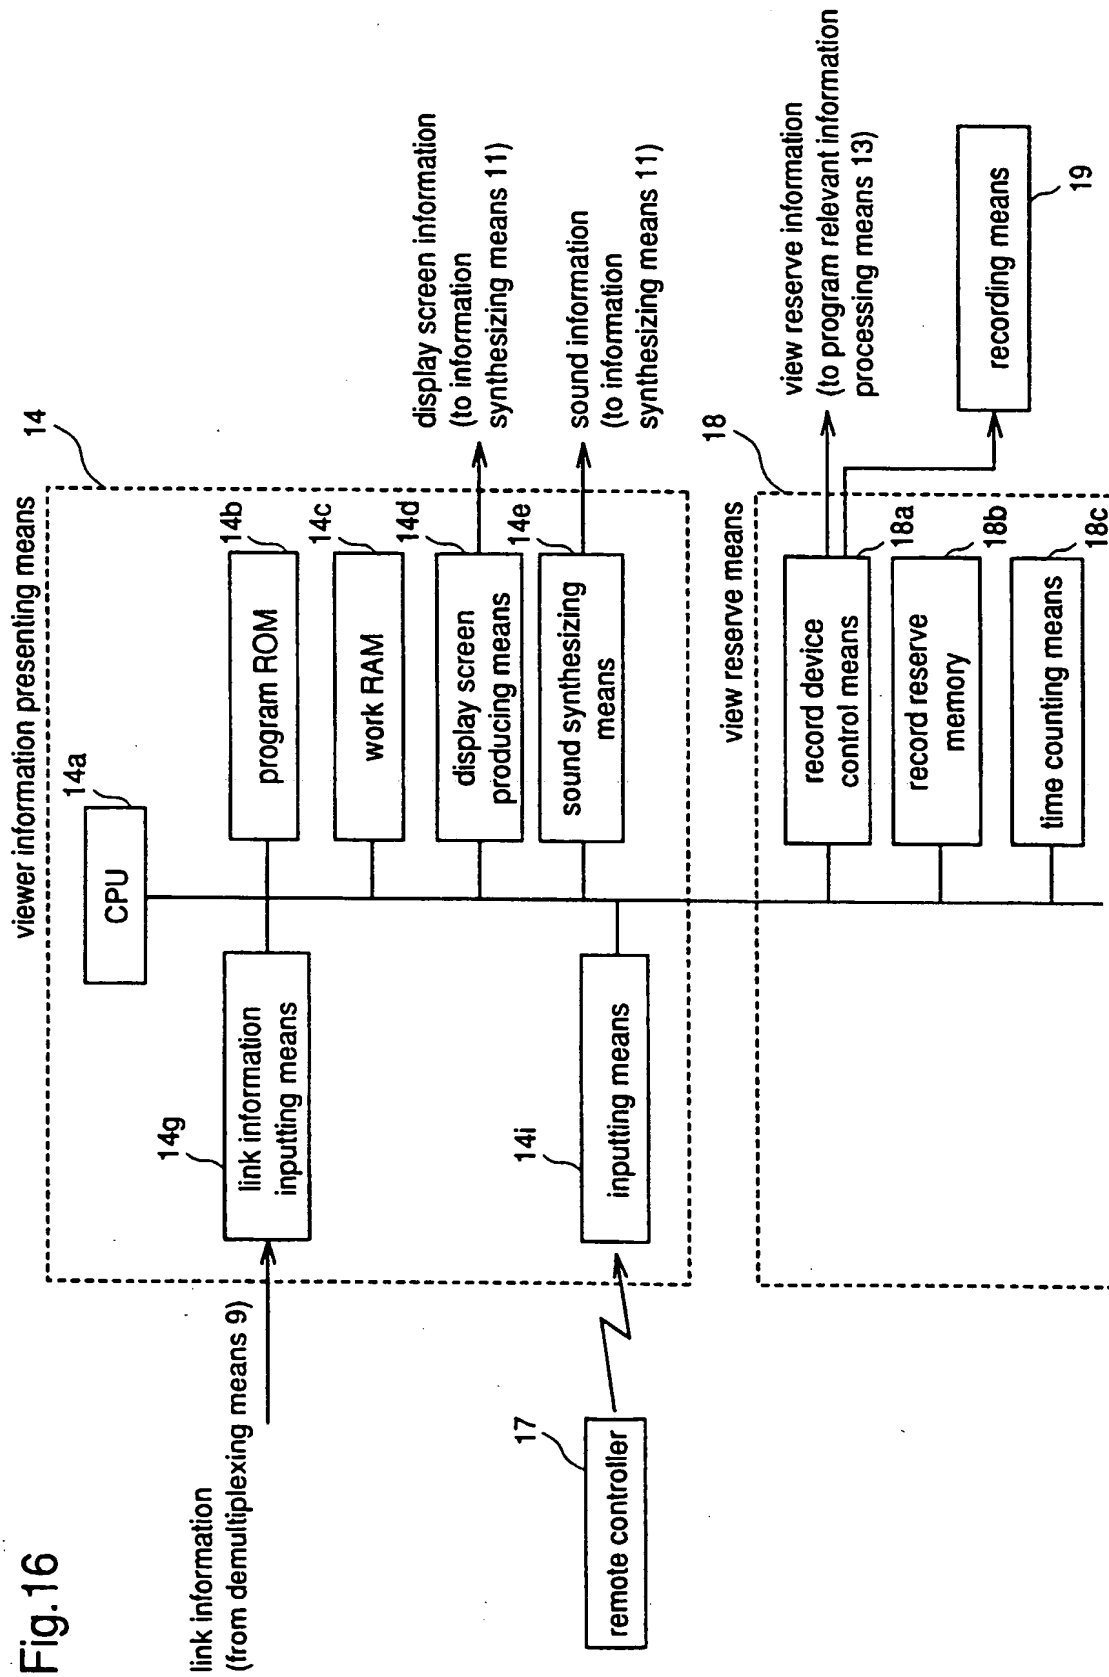 Fig.16
viewer information presenting means
14
14a
CPU
link information
(from demultiplexing means 9)
14g
link information
inputting means
14b
program ROM
14c
work RAM
14d
display screen
producing means
display screen information
(to information
synthesizing means 11)
14e
sound synthesizing
means
sound information
(to information
synthesizing means 11)
17
remote controller
14i
inputting means
view reserve means
18
record device
control means
18a
view reserve information
(to program relevant information
processing means 13)
record reserve
memory
18b
recording means
19
time counting means
18c